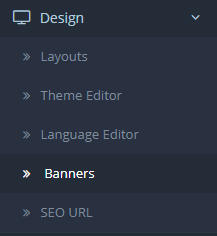 Design
Layouts
Theme Editor
Language Editor
Banners
SEO URL